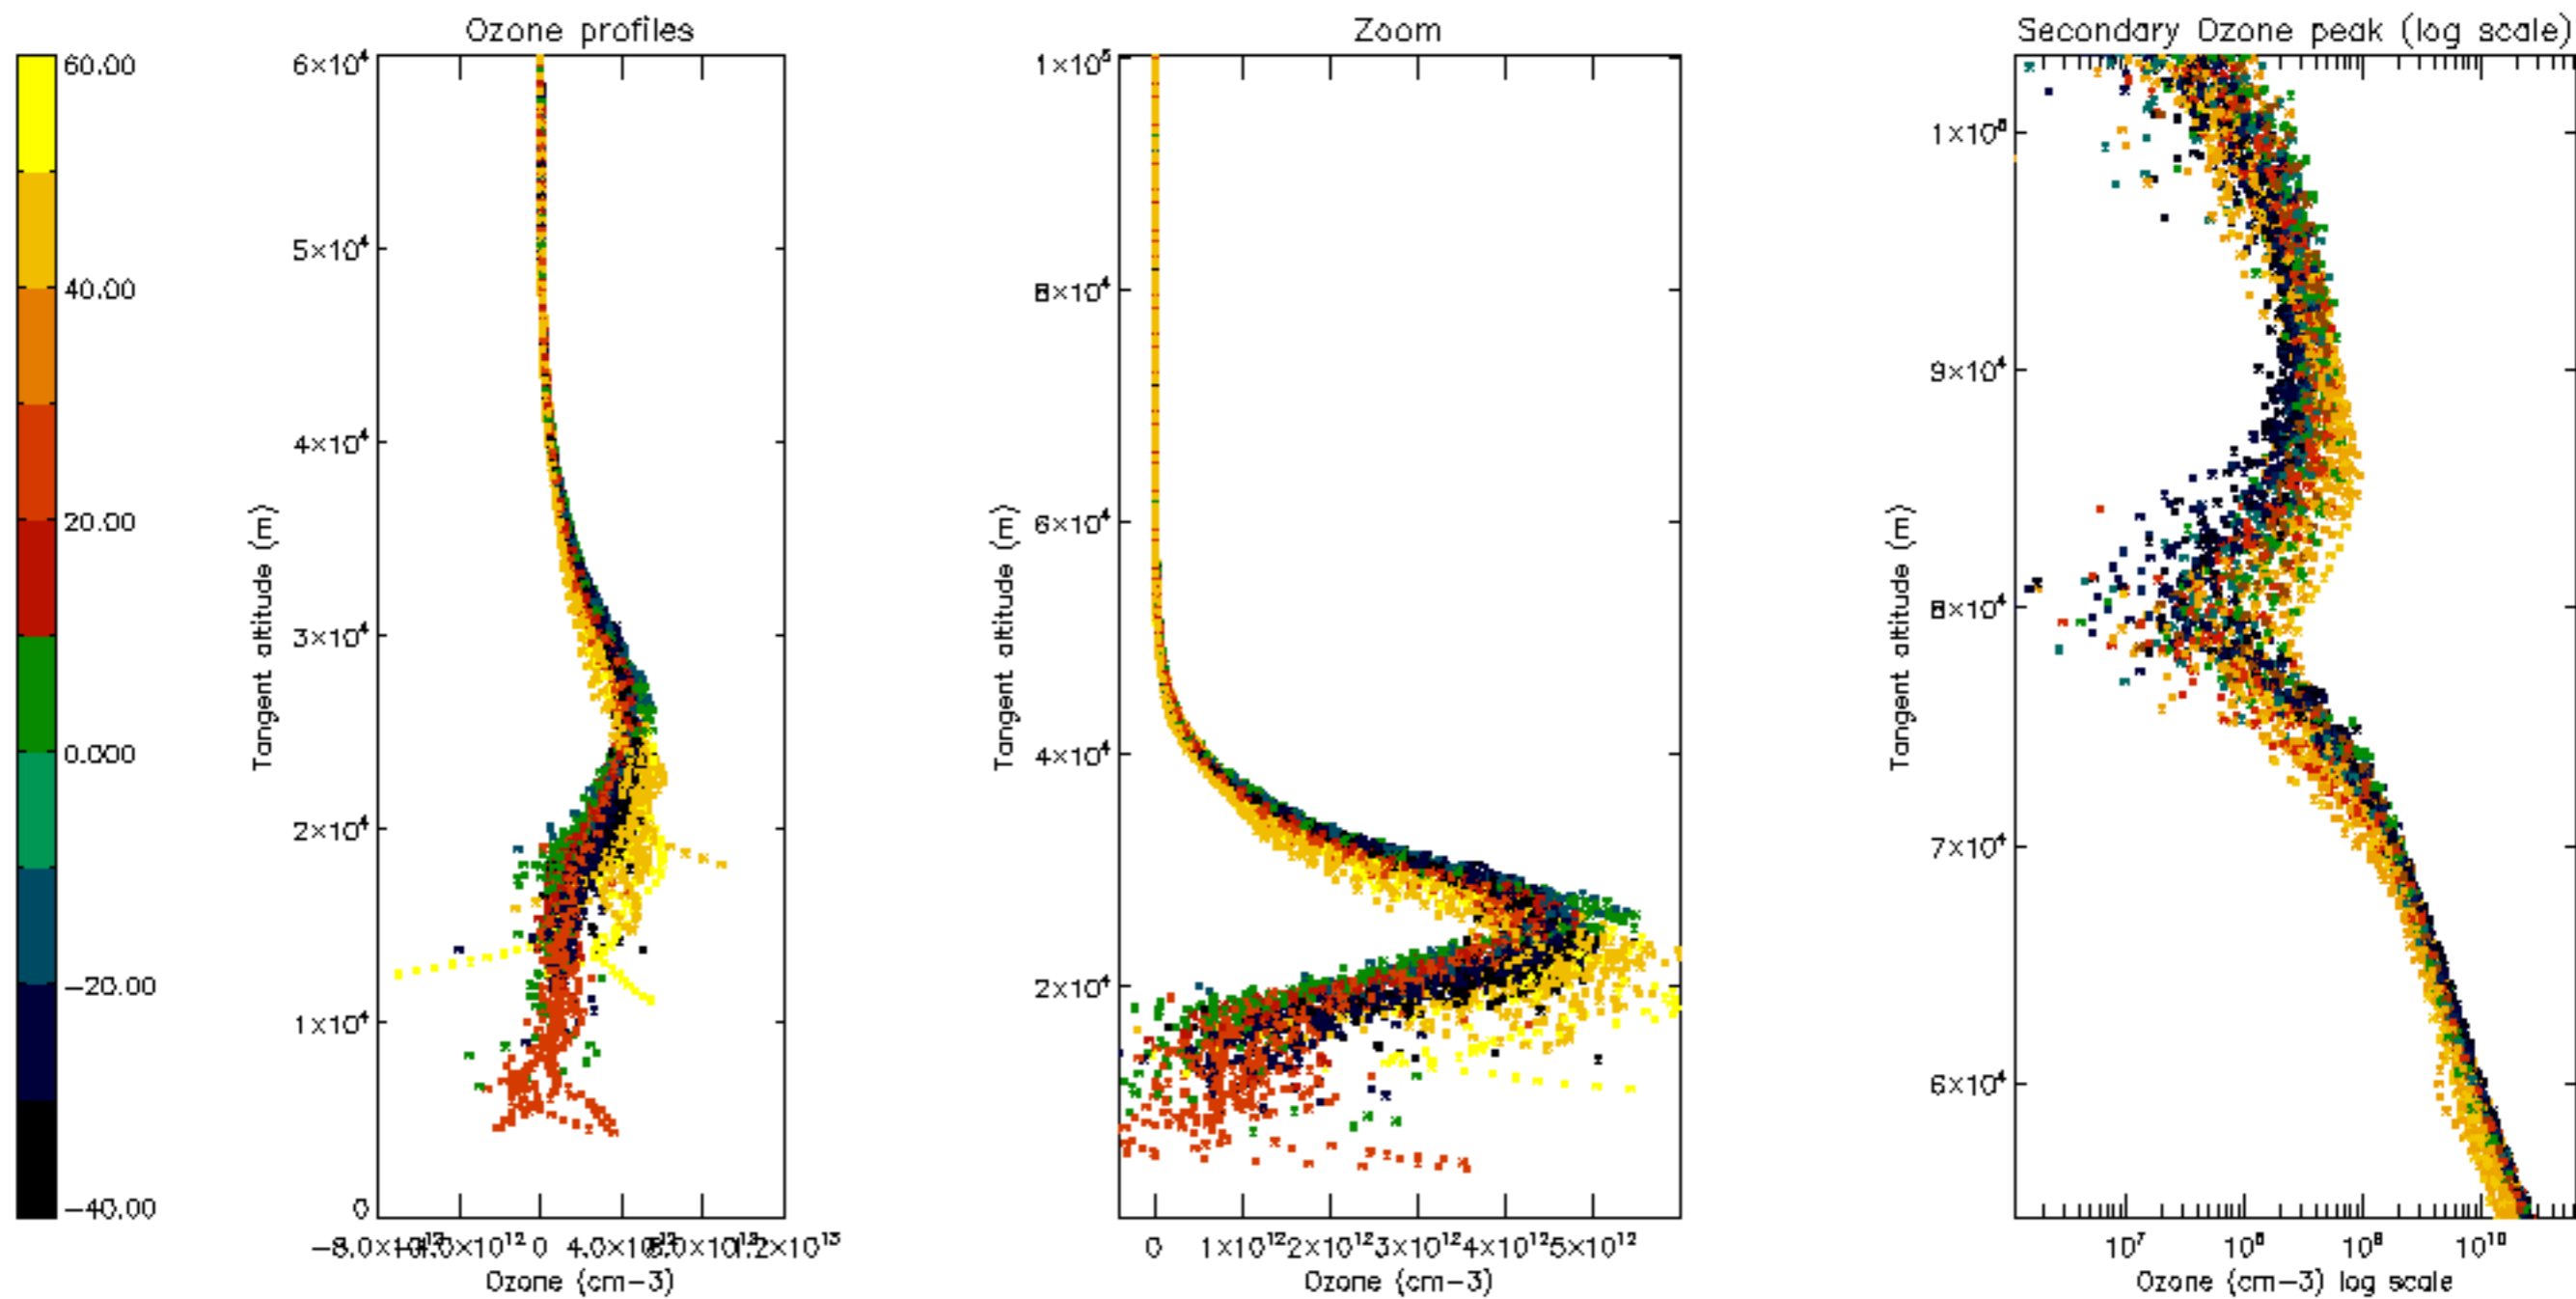 Ozone profiles
Zoom
Secondary Ozone peak (log scale)
60.00
40.00
20.00
0.000
−20.00
−40.00
6×10⁴
5×10⁴
4×10⁴
3×10⁴
2×10⁴
1×10⁴
0
Tangent altitude (m)
0
Ozone (cm−3)
1×10⁵
8×10⁴
6×10⁴
4×10⁴
2×10⁴
Tangent altitude (m)
0 1×10¹² 2×10¹² 3×10¹² 4×10¹² 5×10¹²
Ozone (cm−3)
9×10⁴
8×10⁴
7×10⁴
6×10⁴
Tangent altitude (m)
10⁷ 10⁸ 10⁹ 10¹⁰
Ozone (cm−3) log scale